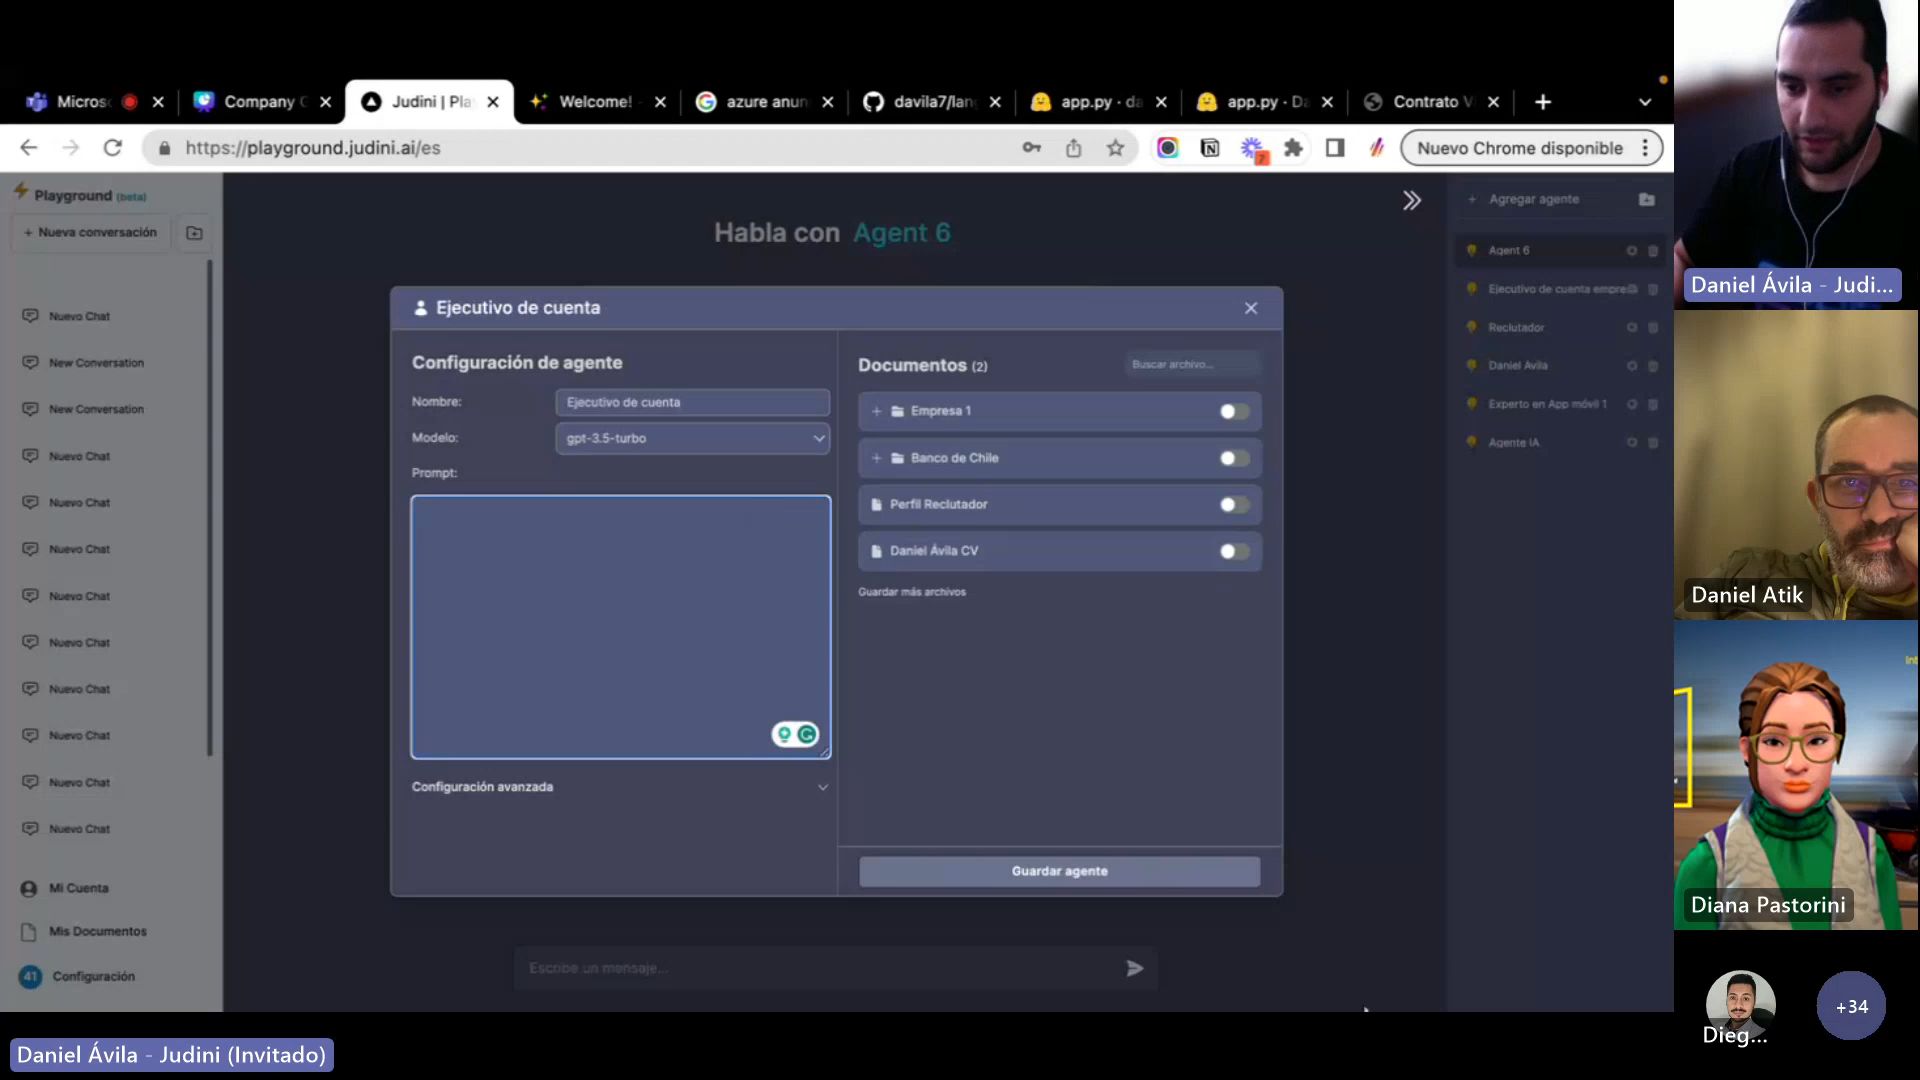 Micros
Company C
Judini | Pla
Welcome!
azure anun
davila7/lan
app.py · da
app.py · Da
Contrato V
https://playground.judini.ai/es
7
Nuevo Chrome disponible
Playground (beta)
+ Nueva conversación
Nuevo Chat
New Conversation
New Conversation
Nuevo Chat
Nuevo Chat
Nuevo Chat
Nuevo Chat
Nuevo Chat
Nuevo Chat
Nuevo Chat
Nuevo Chat
Nuevo Chat
Mi Cuenta
Mis Documentos
41 Configuración
Habla con Agent 6
Ejecutivo de cuenta
Configuración de agente
Nombre:
Ejecutivo de cuenta
Modelo:
gpt-3.5-turbo
Prompt:
Configuración avanzada
Documentos (2)
Buscar archivo...
+ Empresa 1
+ Banco de Chile
Perfil Reclutador
Daniel Ávila CV
Guardar más archivos
Guardar agente
Escribe un mensaje...
+ Agregar agente
Agent 6
Ejecutivo de cuenta empre
Reclutador
Daniel Avila
Experto en App móvil 1
Agente IA
Daniel Ávila - Judi...
Daniel Atik
Int
Diana Pastorini
Dieg...
+34
Daniel Ávila - Judini (Invitado)